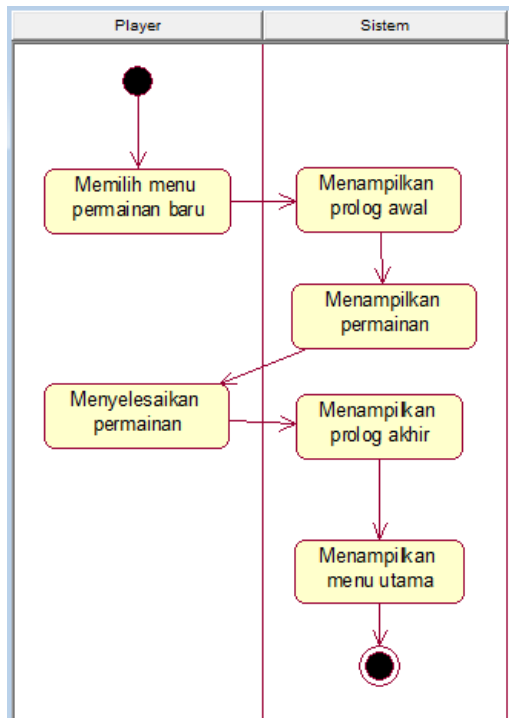 Player
Sistem
Memilih menu
permainan baru
Menampilkan
prolog awal
Menampilkan
permainan
Menyelesaikan
permainan
Menampilkan
prolog akhir
Menampilkan
menu utama